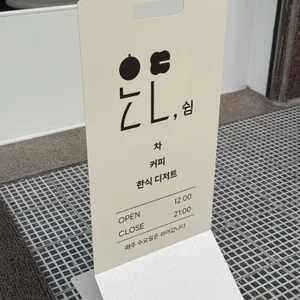 , 쉼
차
커피
한식 디저트
OPEN 12:00
CLOSE 21:00
매주 수요일은 쉬어갑니다